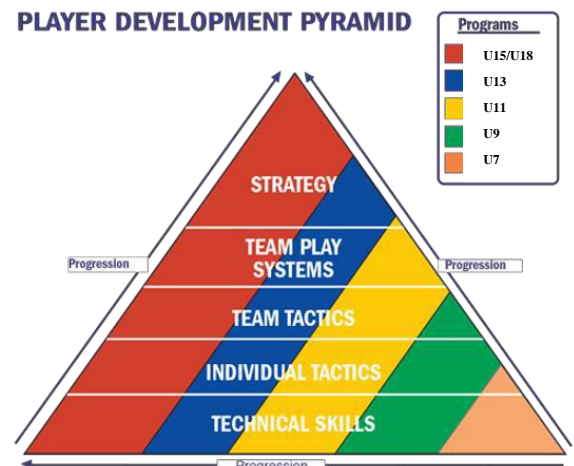 PLAYER DEVELOPMENT PYRAMID
Programs
U15/U18
U13
U11
U9
U7
STRATEGY
TEAM PLAY
SYSTEMS
Progression
Progression
TEAM TACTICS
INDIVIDUAL TACTICS
TECHNICAL SKILLS
Progression